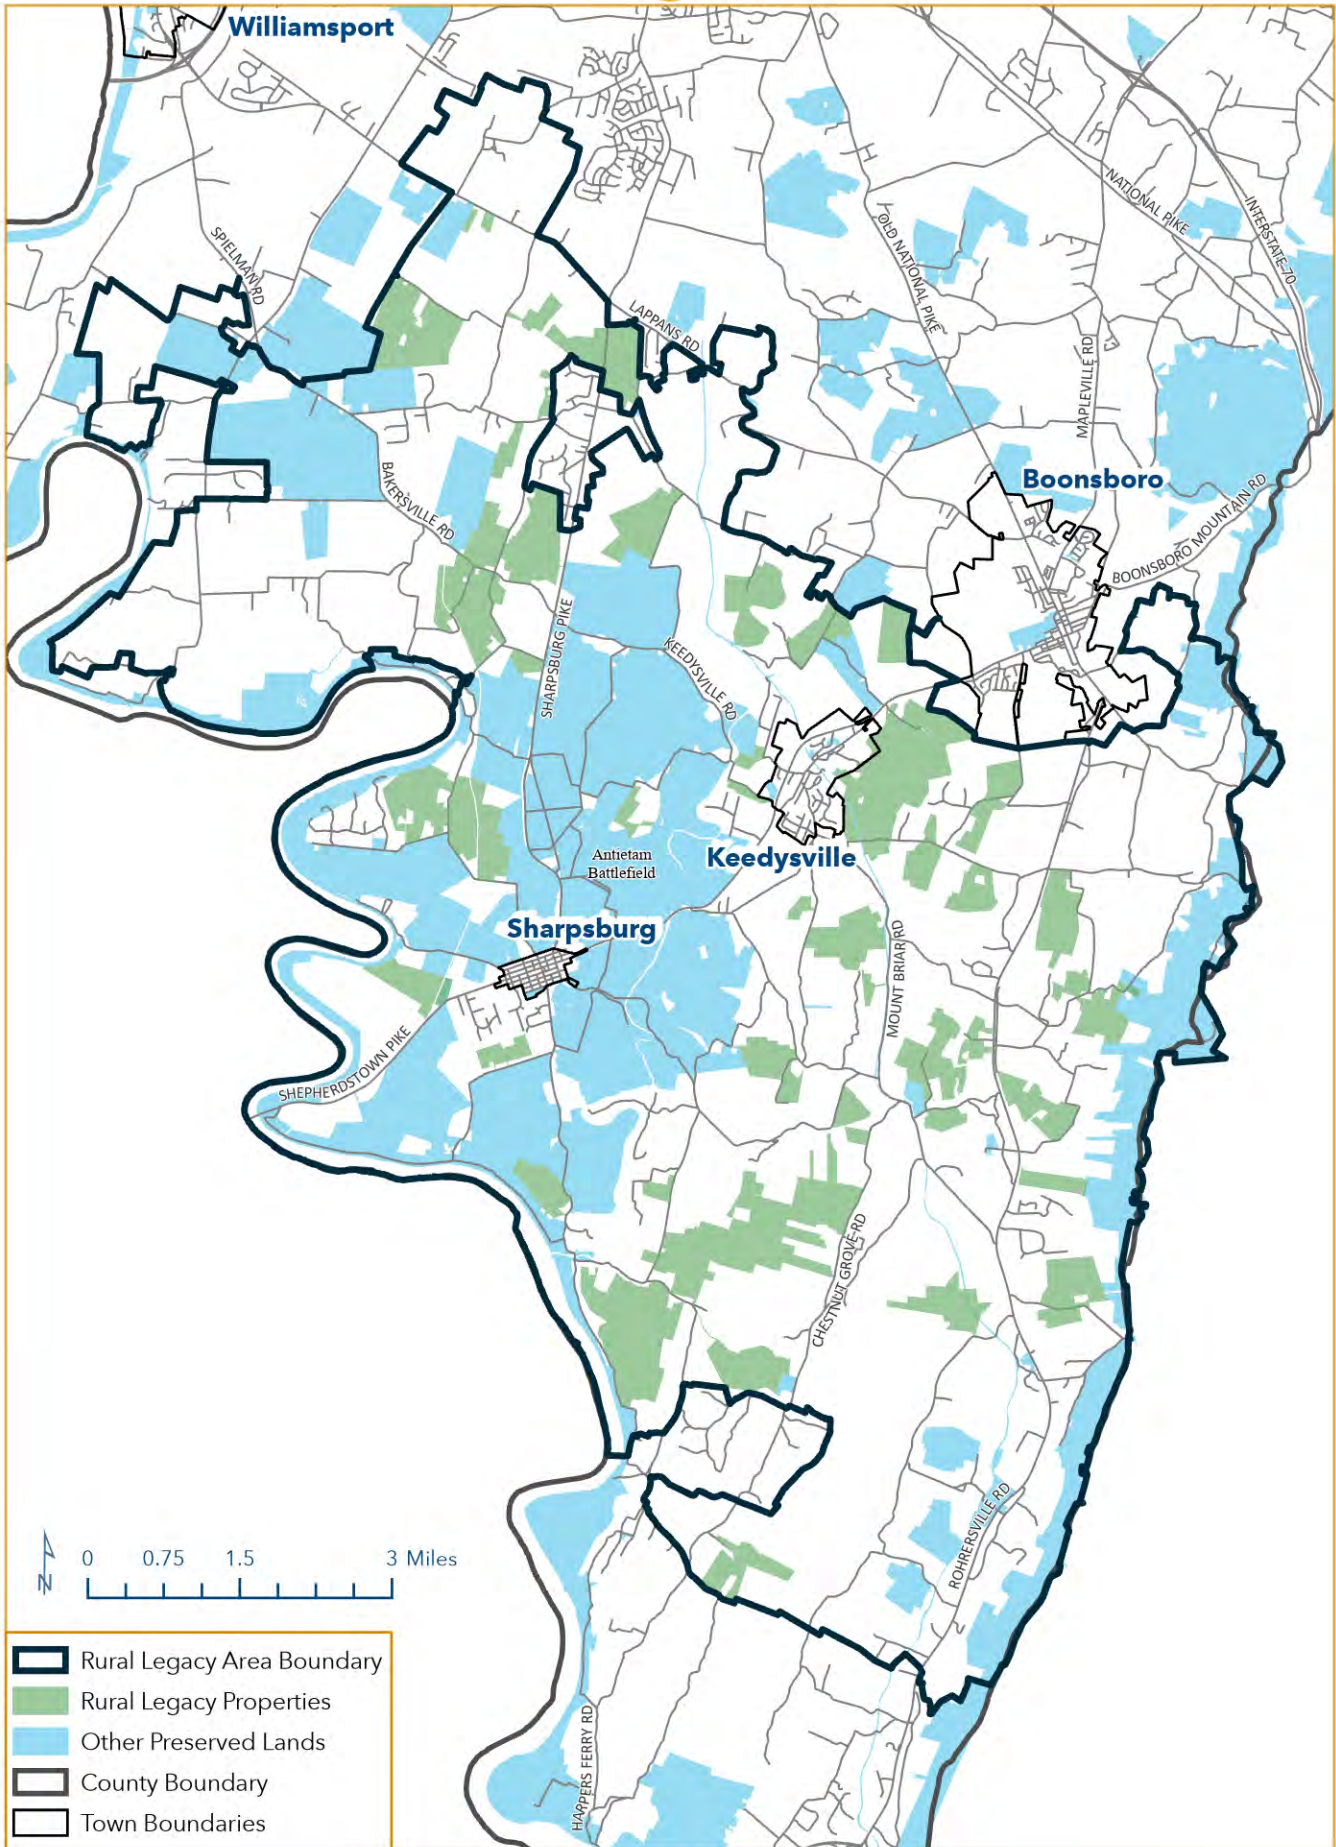 Williamsport
SPIELMAN RD
NATIONAL PIKE
INTERSTATE 70
OLD NATIONAL PIKE
LAPPANS RD
MAPLEVILLE RD
BAKERSVILLE RD
Boonsboro
BOONSBORO MOUNTAIN RD
SHARPSBURG PIKE
KEEDYSVILLE RD
Antietam
Battlefield
Keedysville
Sharpsburg
MOUNT BRIAR RD
SHEPHERDSTOWN PIKE
CHESTNUT GROVE RD
ROHRERSVILLE RD
HARPERS FERRY RD
N
0 0.75 1.5 3 Miles
Rural Legacy Area Boundary
Rural Legacy Properties
Other Preserved Lands
County Boundary
Town Boundaries